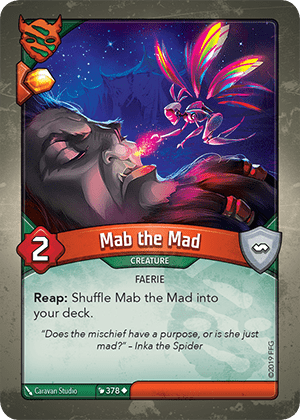 Mab the Mad
2
CREATURE
FAERIE
Reap: Shuffle Mab the Mad into
your deck.
"Does the mischief have a purpose, or is she just
mad?" – Inka the Spider
©2019 FFG
Caravan Studio
378